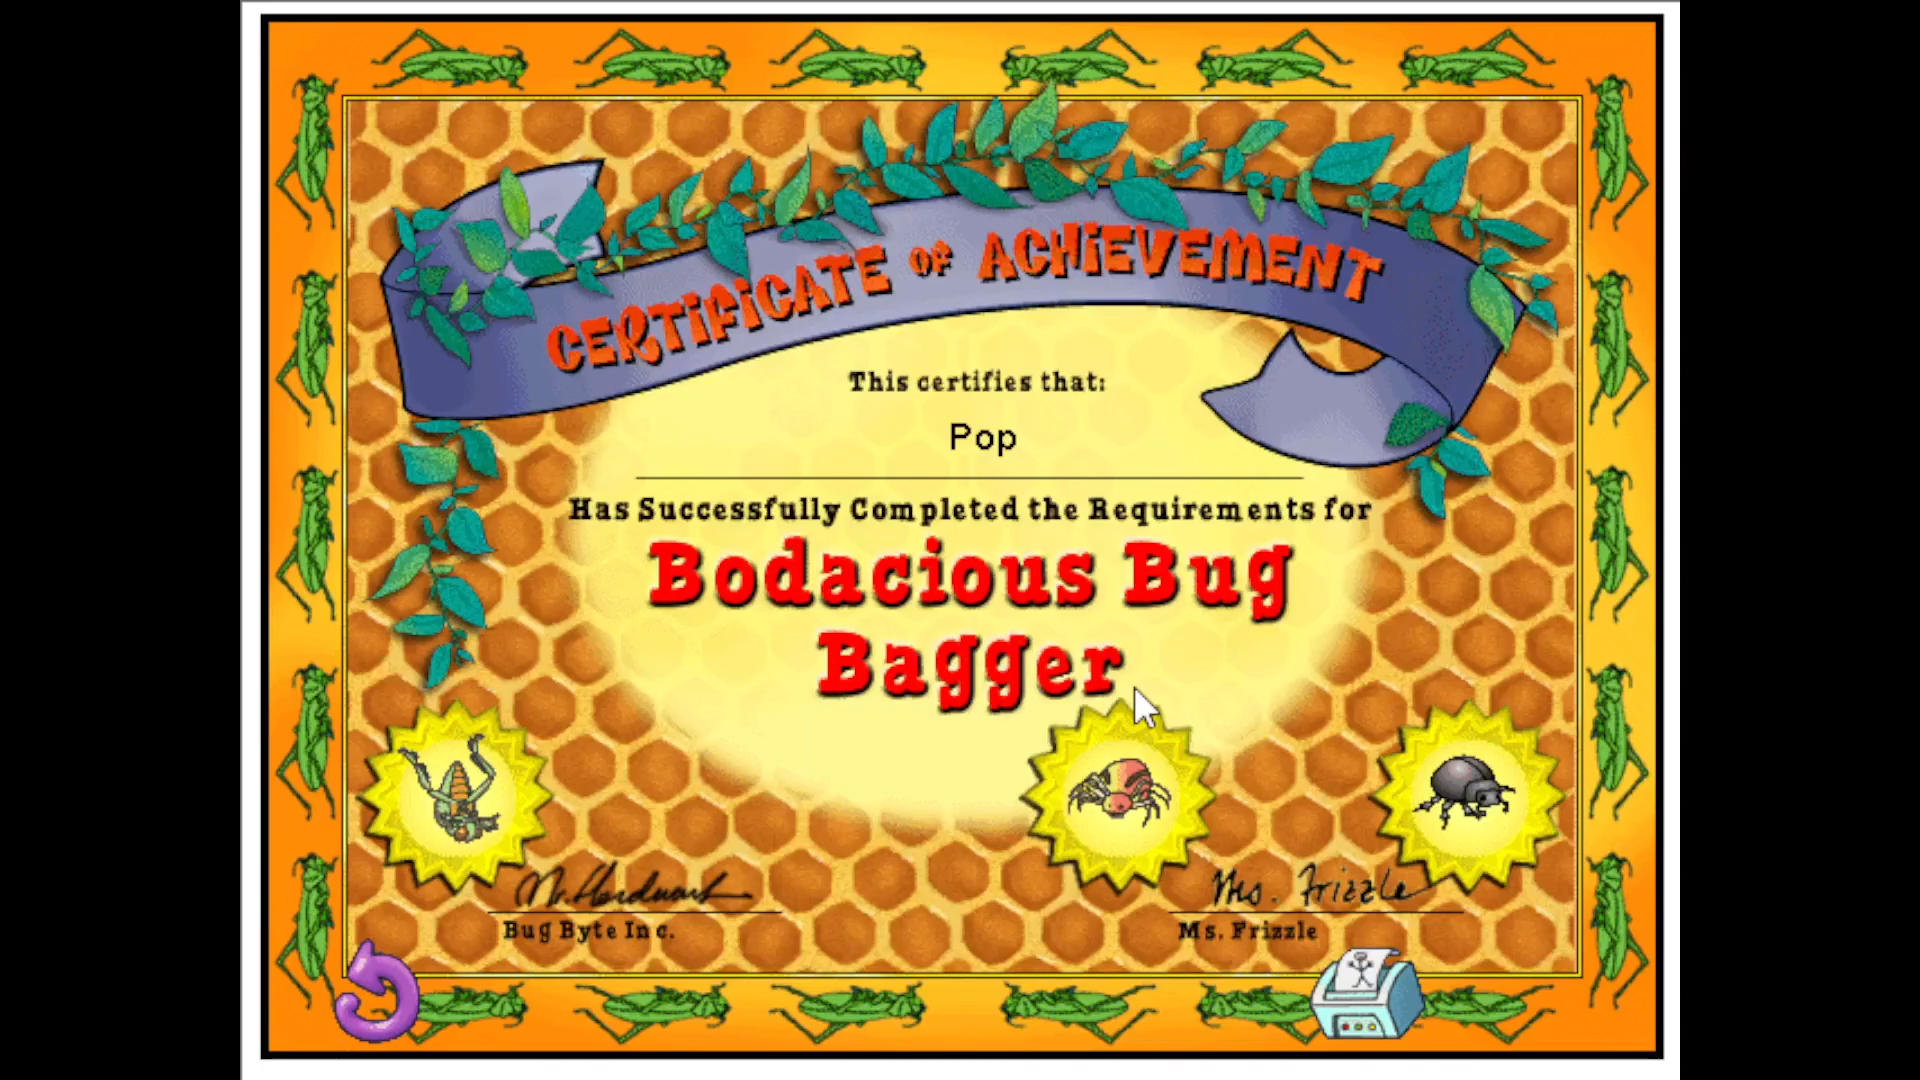 CERTiFiCATE OF ACHiEVEMENT
This certifies that:
Pop
Has Successfully Completed the Requirements for
Bodacious Bug
Bagger
Ms. Frizzle
Bug Byte Inc.
Ms. Frizzle